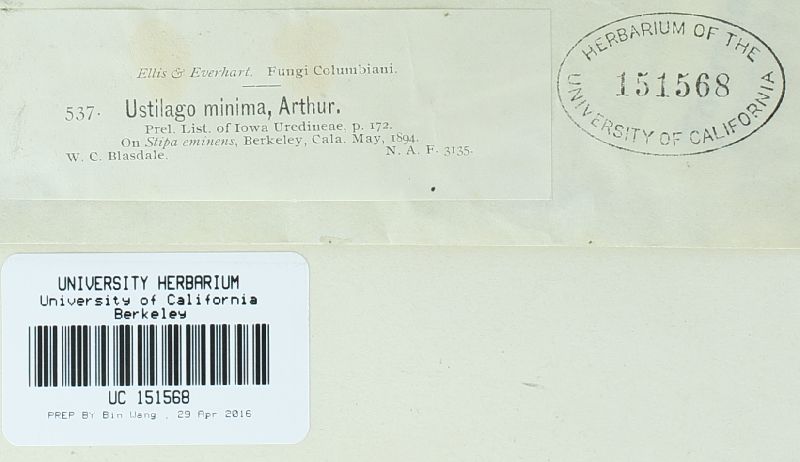 Ellis & Everhart. Fungi Columbiani.
537. Ustilago minima, Arthur.
Prel. List. of Iowa Uredineae, p. 172.
On Stipa eminens, Berkeley, Cala. May, 1894.
W. C. Blasdale. N. A. F. 3135.
HERBARIUM OF THE
151568
UNIVERSITY OF CALIFORNIA
UNIVERSITY HERBARIUM
University of California
Berkeley
UC 151568
PREP BY Bin Wang , 29 Apr 2016